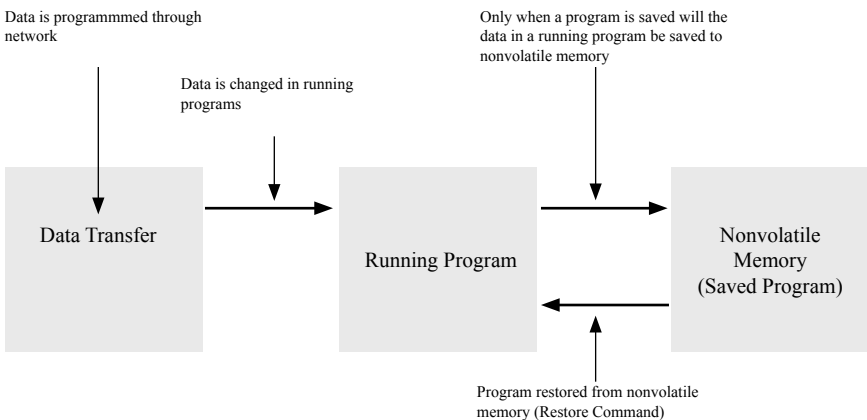 Data is programmmed through
network
Only when a program is saved will the
data in a running program be saved to
nonvolatile memory
Data is changed in running
programs
Data Transfer
Running Program
Nonvolatile
Memory
(Saved Program)
Program restored from nonvolatile
memory (Restore Command)